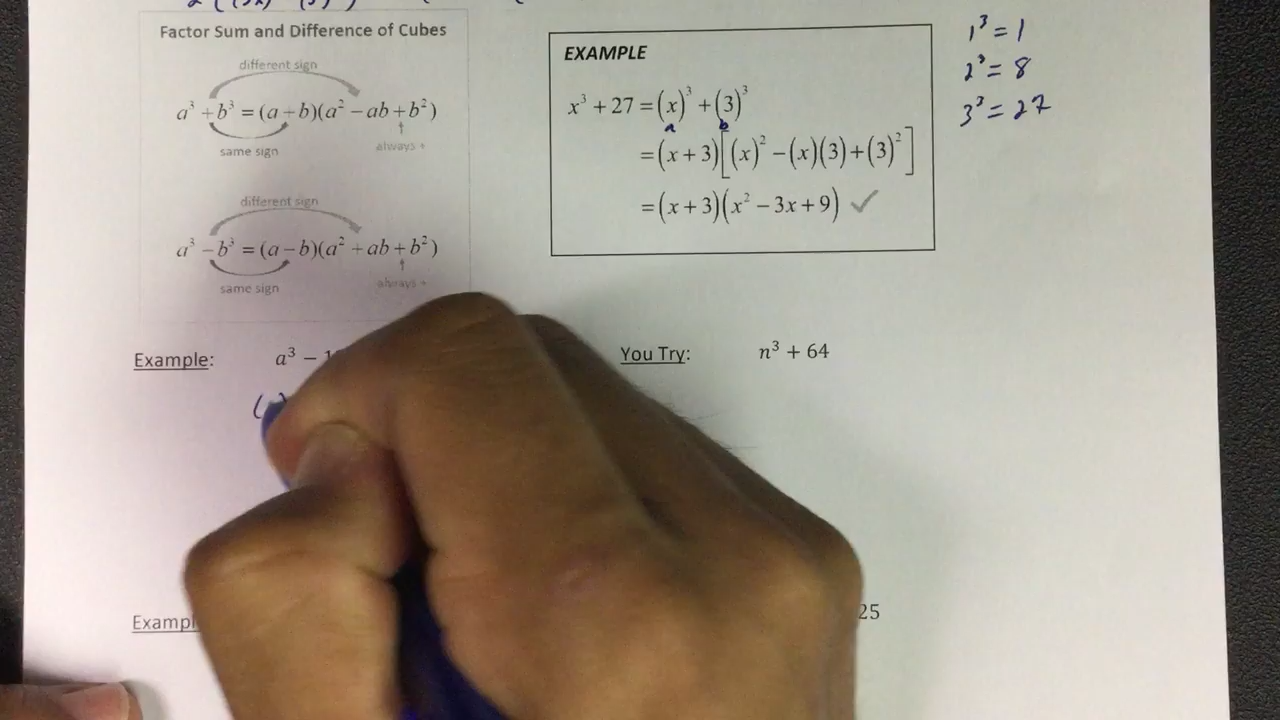 Factor Sum and Difference of Cubes
different sign
a³ + b³ = (a + b)(a² − ab + b²)
same sign
always +
different sign
a³ − b³ = (a − b)(a² + ab + b²)
same sign
always +
EXAMPLE
x³ + 27 = (x)³ + (3)³
a b
= (x + 3)[(x)² − (x)(3) + (3)²]
= (x + 3)(x² − 3x + 9) ✓
1³ = 1
2³ = 8
3³ = 27
Example: a³ −
You Try: n³ + 64
25